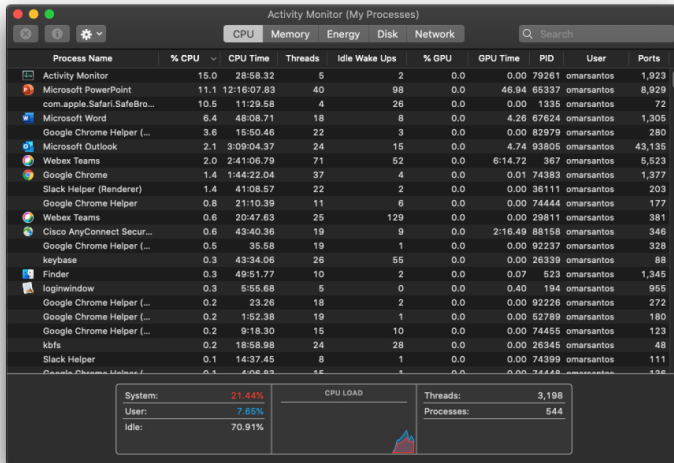 Activity Monitor (My Processes)
CPU Memory Energy Disk Network Search
Process Name % CPU CPU Time Threads Idle Wake Ups % GPU GPU Time PID User Ports
Activity Monitor 15.0 28:58.32 5 2 0.0 0.00 79261 omarsantos 1,923
Microsoft PowerPoint 11.1 12:16:07.83 40 98 0.0 46.94 65337 omarsantos 8,929
com.apple.Safari.SafeBro... 10.5 11:29.58 4 26 0.0 0.00 1335 omarsantos 72
Microsoft Word 6.4 48:08.71 18 8 0.0 4.26 67624 omarsantos 1,305
Google Chrome Helper (... 3.6 15:50.46 22 3 0.0 0.00 82979 omarsantos 280
Microsoft Outlook 2.1 3:09:04.37 24 15 0.0 4.74 93805 omarsantos 43,135
Webex Teams 2.0 2:41:06.79 71 52 0.0 6:14.72 367 omarsantos 5,523
Google Chrome 1.4 1:44:22.04 37 4 0.0 0.01 74383 omarsantos 1,377
Slack Helper (Renderer) 1.4 41:08.57 22 2 0.0 0.00 36111 omarsantos 203
Google Chrome Helper 0.8 21:10.39 11 6 0.0 0.00 74444 omarsantos 177
Webex Teams 0.6 20:47.63 25 129 0.0 0.00 29811 omarsantos 381
Cisco AnyConnect Secur... 0.6 43:40.36 19 9 0.0 2:16.49 88158 omarsantos 346
Google Chrome Helper (... 0.5 35.58 19 1 0.0 0.00 92237 omarsantos 328
keybase 0.3 43:34.06 26 55 0.0 0.00 26339 omarsantos 88
Finder 0.3 49:51.77 10 2 0.0 0.07 523 omarsantos 1,345
loginwindow 0.3 5:55.68 5 0 0.0 0.40 194 omarsantos 955
Google Chrome Helper (... 0.2 23.26 18 2 0.0 0.00 92226 omarsantos 272
Google Chrome Helper (... 0.2 1:52.38 19 1 0.0 0.00 52789 omarsantos 180
Google Chrome Helper (... 0.2 9:18.30 15 10 0.0 0.00 74455 omarsantos 123
kbfs 0.2 18:58.98 24 28 0.0 0.00 26345 omarsantos 48
Slack Helper 0.1 14:37.45 8 1 0.0 0.00 74399 omarsantos 111
Google Chrome Helper (... 0.1 4:06.83 15 1 0.0 0.00 74448 omarsantos 136
System: 21.44% CPU LOAD Threads: 3,198
User: 7.65% Processes: 544
Idle: 70.91%